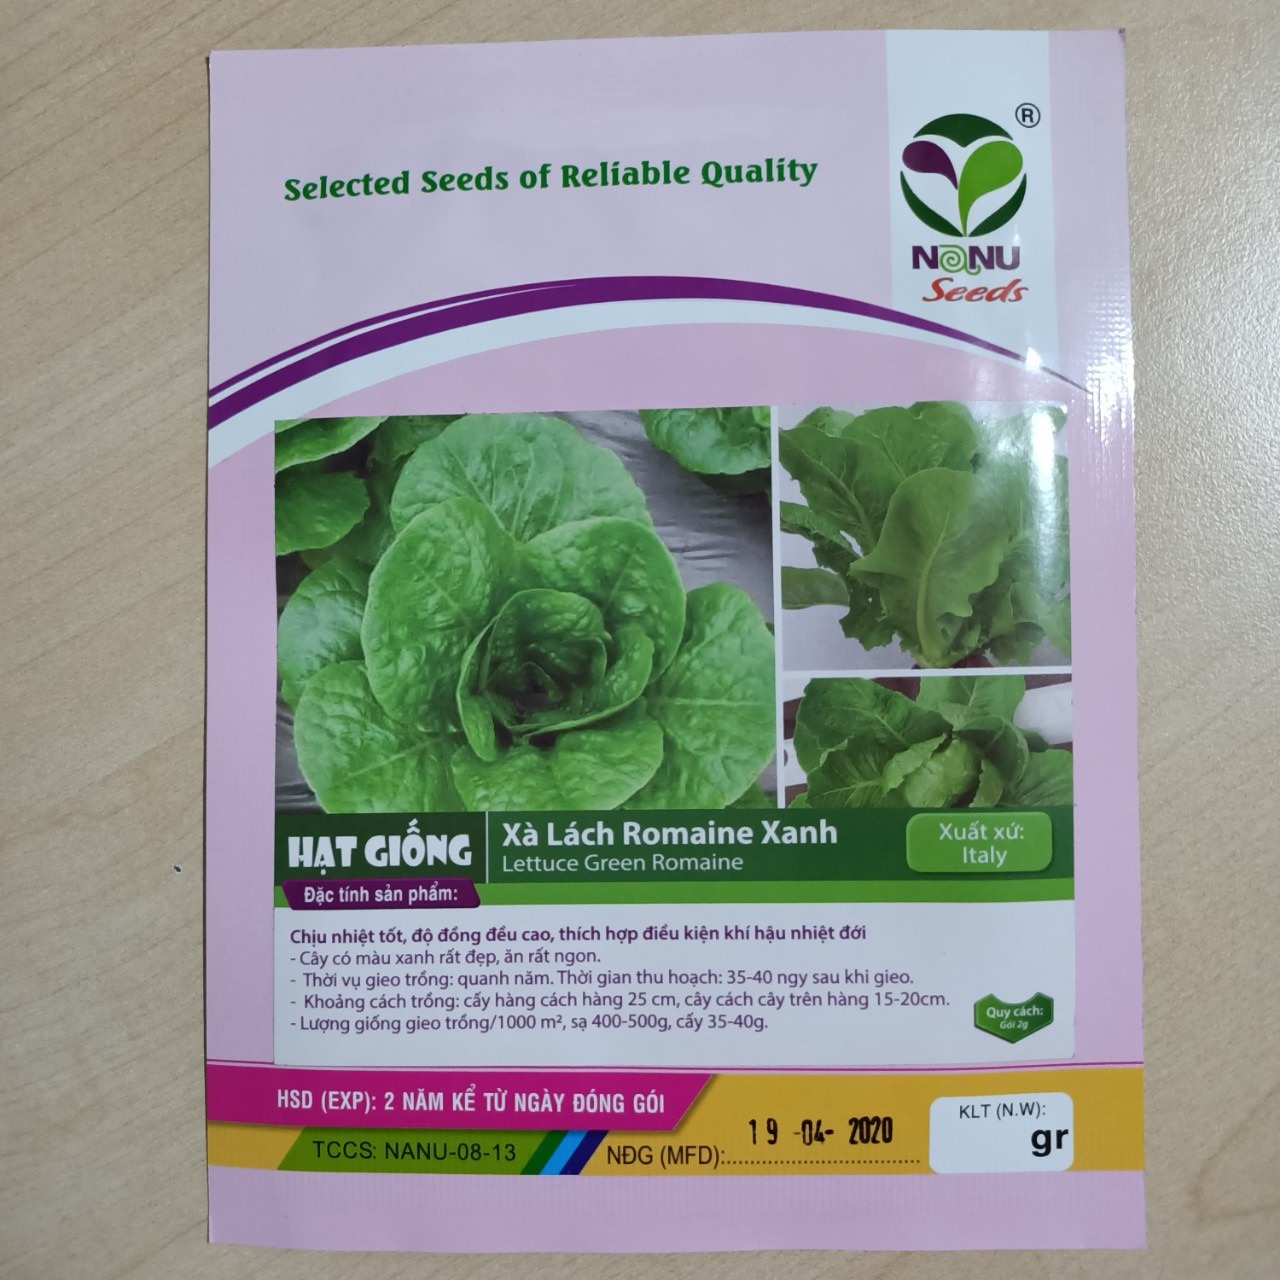 Selected Seeds of Reliable Quality
®
NANU
Seeds
HẠT GIỐNG
Xà Lách Romaine Xanh
Lettuce Green Romaine
Xuất xứ:
Italy
Đặc tính sản phẩm:
Chịu nhiệt tốt, độ đồng đều cao, thích hợp điều kiện khí hậu nhiệt đới
- Cây có màu xanh rất đẹp, ăn rất ngon.
- Thời vụ gieo trồng: quanh năm. Thời gian thu hoạch: 35-40 ngy sau khi gieo.
- Khoảng cách trồng: cấy hàng cách hàng 25 cm, cây cách cây trên hàng 15-20cm.
- Lượng giống gieo trồng/1000 m², sạ 400-500g, cấy 35-40g.
Quy cách:
Gói 2g
HSD (EXP): 2 NĂM KỂ TỪ NGÀY ĐÓNG GÓI
TCCS: NANU-08-13
NĐG (MFD):
19 -04- 2020
KLT (N.W):
gr